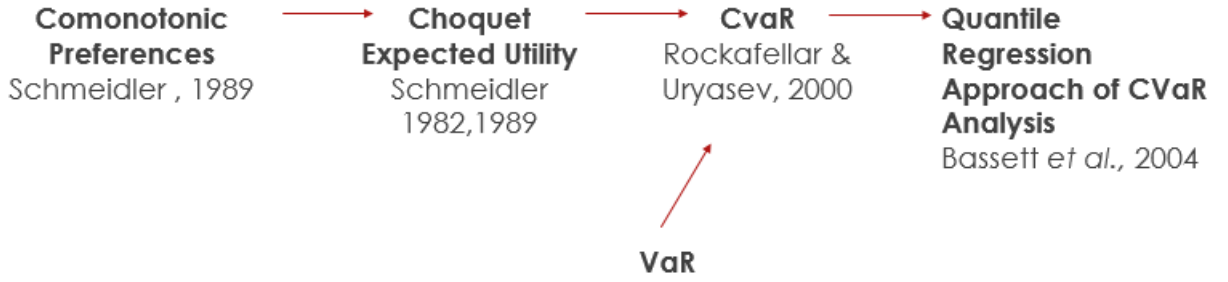 Comonotonic
Preferences
Schmeidler , 1989
Choquet
Expected Utility
Schmeidler
1982,1989
CvaR
Rockafellar &
Uryasev, 2000
Quantile
Regression
Approach of CVaR
Analysis
Bassett et al., 2004
VaR